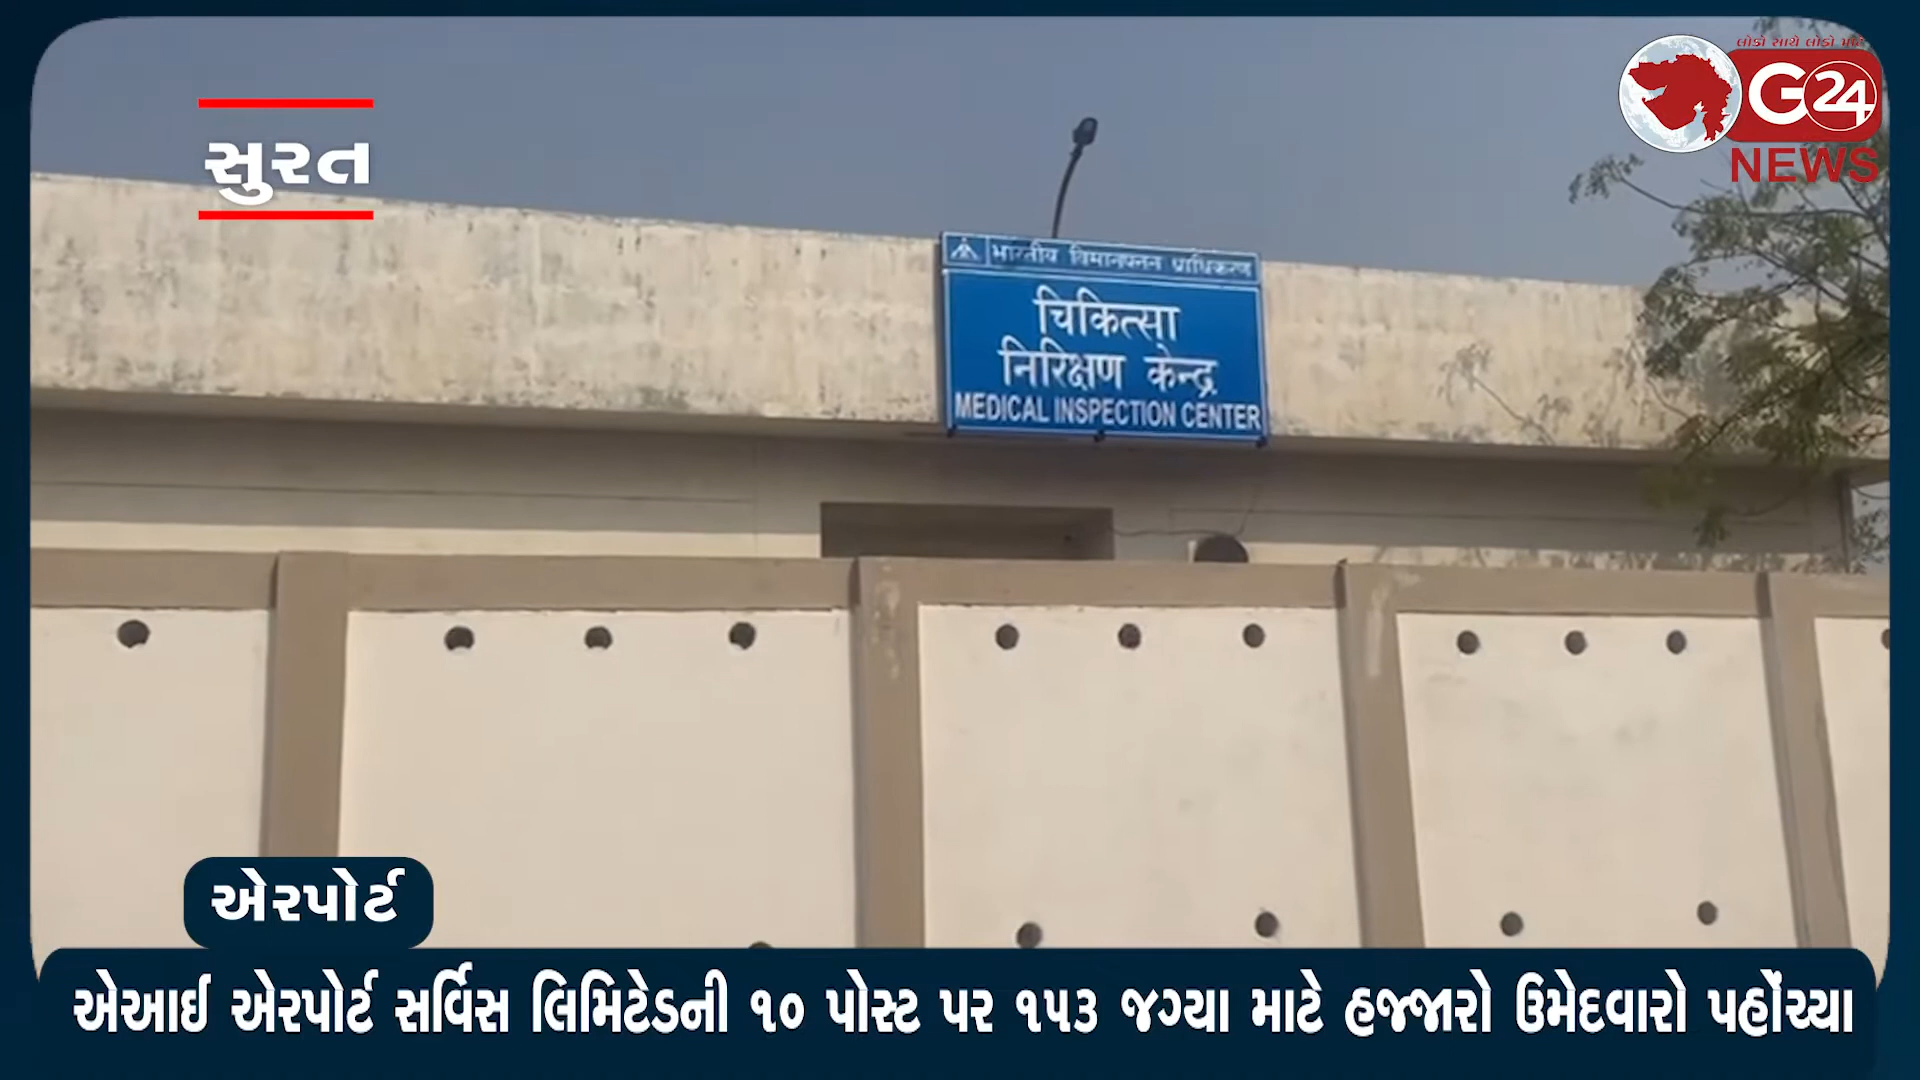 લોકો સાથે લોકો માટે
G24
NEWS
સુરત
भारतीय विमानपत्तन प्राधिकरण
चिकित्सा
निरिक्षण केन्द्र
MEDICAL INSPECTION CENTER
એરપોર્ટ
એઆઈ એરપોર્ટ સર્વિસ લિમિટેડની ૧૦ પોસ્ટ પર ૧૫૩ જગ્યા માટે હજ્જારો ઉમેદવારો પહોંચ્યા